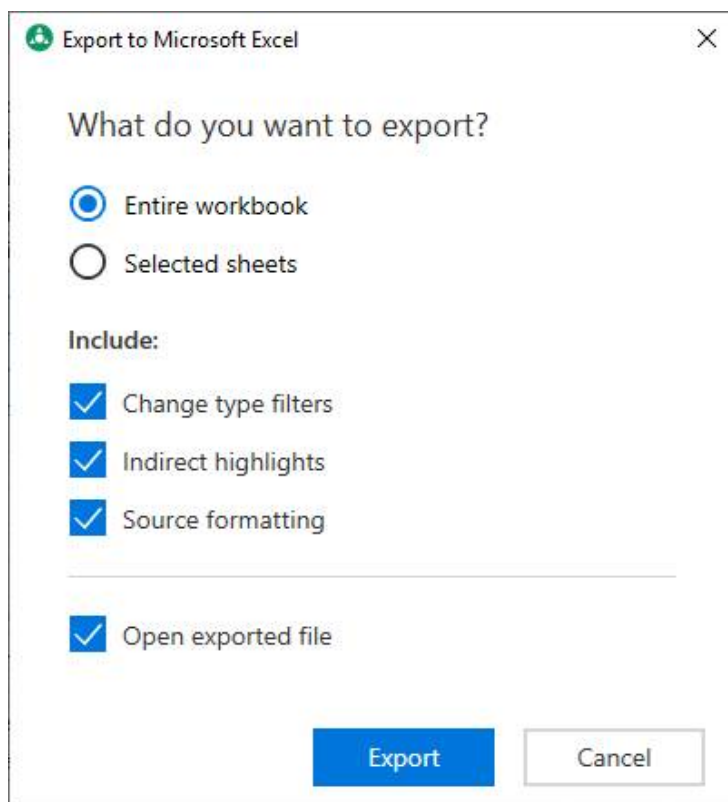 Export to Microsoft Excel
What do you want to export?
Entire workbook
Selected sheets
Include:
Change type filters
Indirect highlights
Source formatting
Open exported file
Export
Cancel